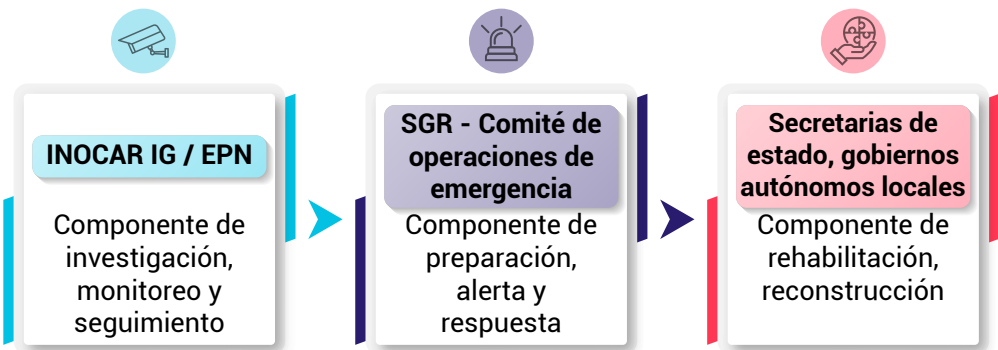 INOCAR IG / EPN
Componente de
investigación,
monitoreo y
seguimiento
SGR - Comité de
operaciones de
emergencia
Componente de
preparación,
alerta y
respuesta
Secretarias de
estado, gobiernos
autónomos locales
Componente de
rehabilitación,
reconstrucción